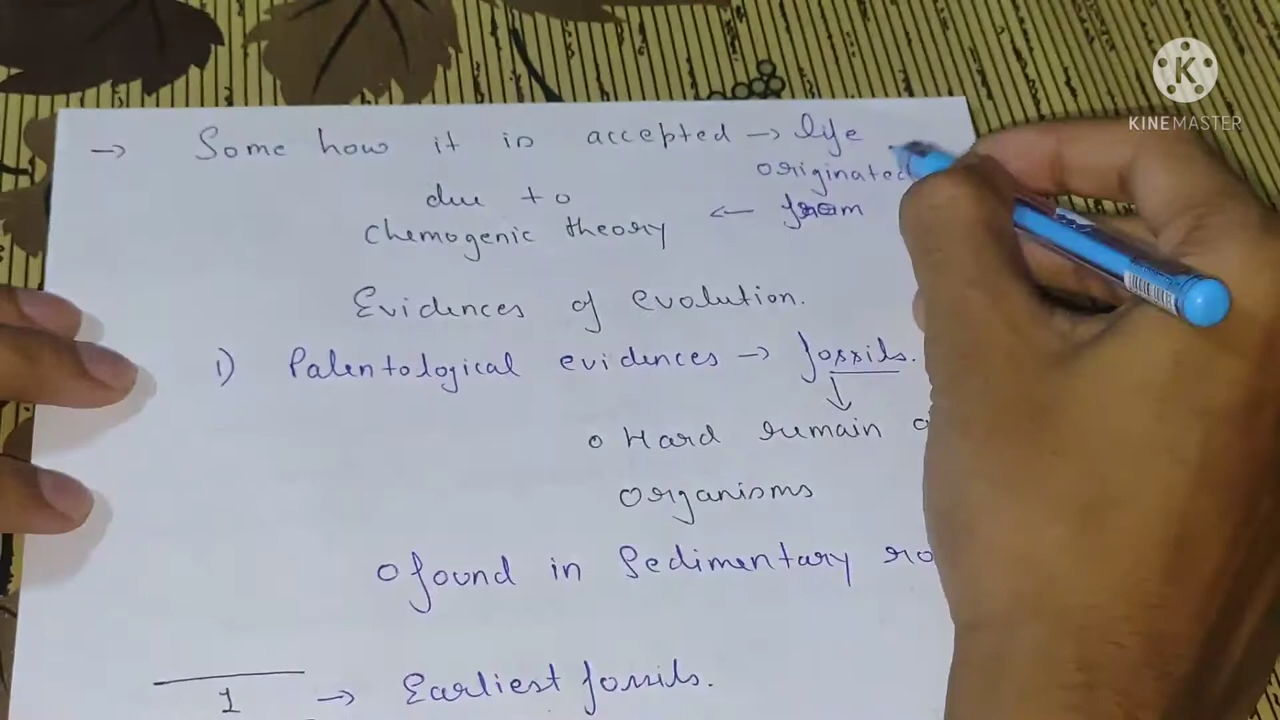 → Some how it is accepted → life
originated
due to
chemogenic theory ← from
Evidences of evolution.
1) Palentological evidences → fossils.
↓
o Hard remain
organisms
o found in Sedimentary
1 → Earliest fossils.
K
KINEMASTER